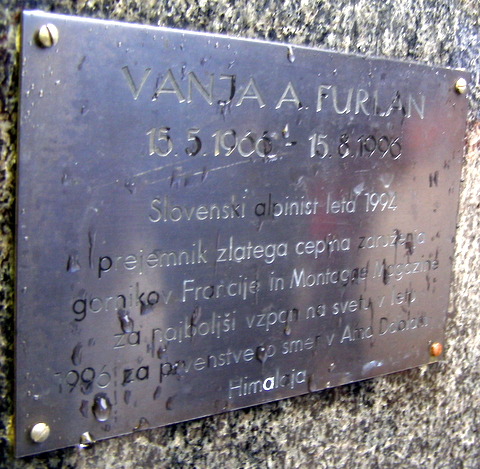 VANJA A. FURLAN
15.5.1966 - 15.8.1996
Slovenski alpinist leta 1994
prejemnik zlatega cepina združenja
gornikov Francije in Montagne Magazine
za najboljši vzpon na svetu v letu
1996 za prvenstveno smer v Ama Dablam
Himalaja